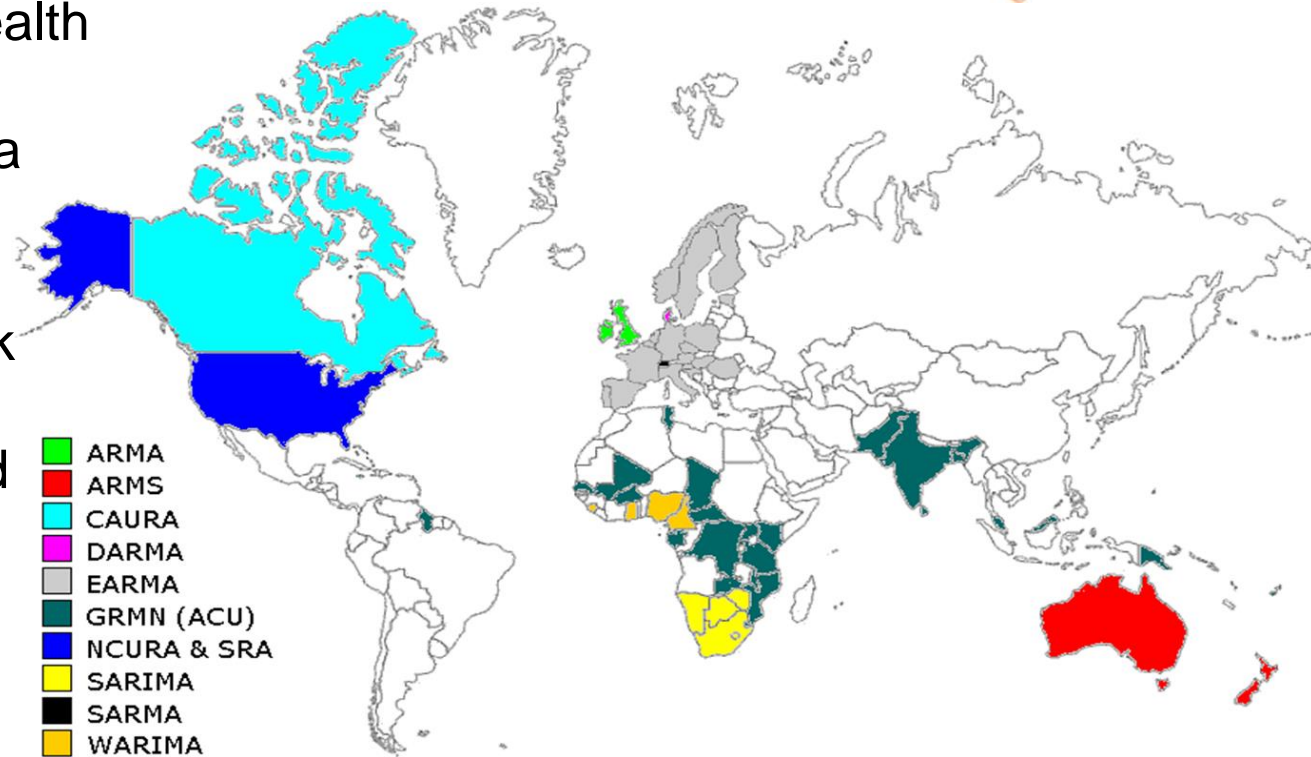 ealth
a
k
d
ARMA
ARMS
CAURA
DARMA
EARMA
GRMN (ACU)
NCURA & SRA
SARIMA
SARMA
WARIMA